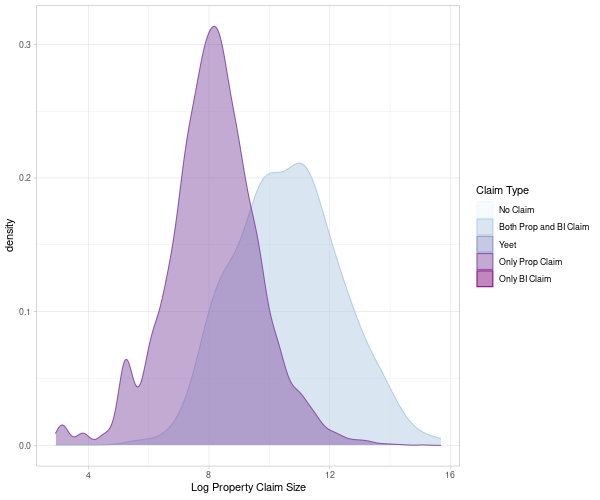 0.3
0.2
0.1
0.0
density
4 8 12 16
Log Property Claim Size
Claim Type
No Claim
Both Prop and BI Claim
Yeet
Only Prop Claim
Only BI Claim